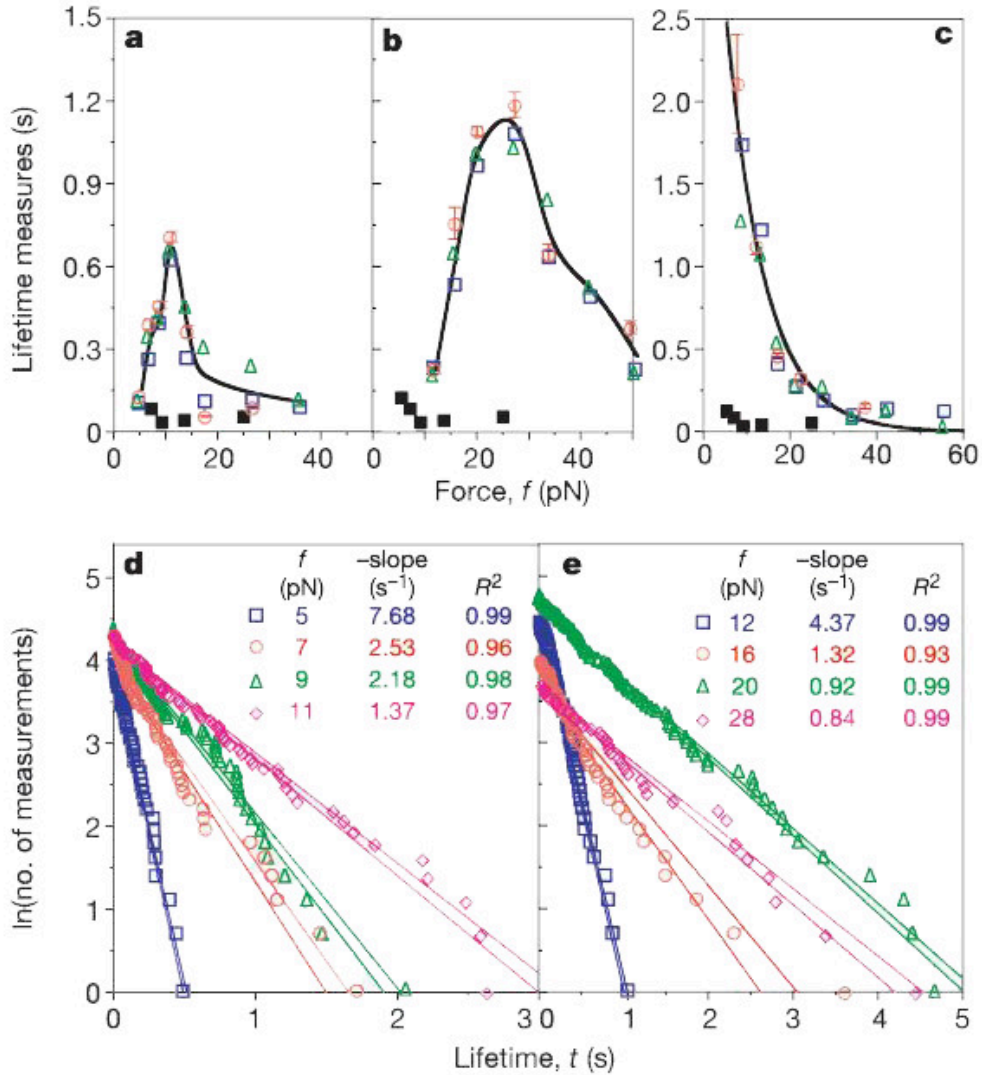 a
b
c
1.5
1.2
0.9
0.6
0.3
0
2.5
2.0
1.5
1.0
0.5
0
Lifetime measures (s)
0 20 40
0 20 40
0 20 40 60
Force, f (pN)
d
f –slope
(pN) (s⁻¹) R²
5 7.68 0.99
7 2.53 0.96
9 2.18 0.98
11 1.37 0.97
e
f –slope
(pN) (s⁻¹) R²
12 4.37 0.99
16 1.32 0.93
20 0.92 0.99
28 0.84 0.99
5
4
3
2
1
0
ln(no. of measurements)
0 1 2 3
0 1 2 3 4 5
Lifetime, t (s)